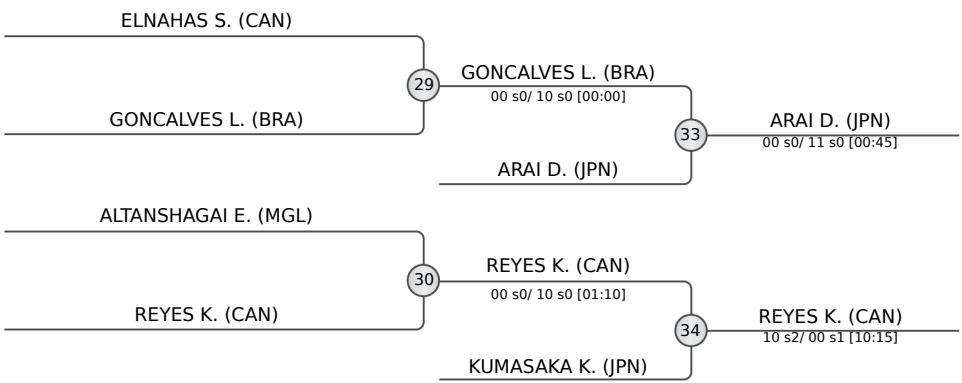 ELNAHAS S. (CAN)
29
GONCALVES L. (BRA)
GONCALVES L. (BRA)
00 s0/ 10 s0 [00:00]
33
ARAI D. (JPN)
ARAI D. (JPN)
00 s0/ 11 s0 [00:45]
ALTANSHAGAI E. (MGL)
30
REYES K. (CAN)
REYES K. (CAN)
00 s0/ 10 s0 [01:10]
34
KUMASAKA K. (JPN)
REYES K. (CAN)
10 s2/ 00 s1 [10:15]